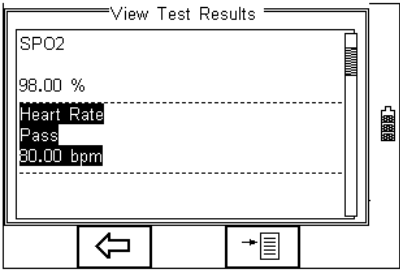 View Test Results
SPO2
98.00 %
Heart Rate
Pass
80.00 bpm